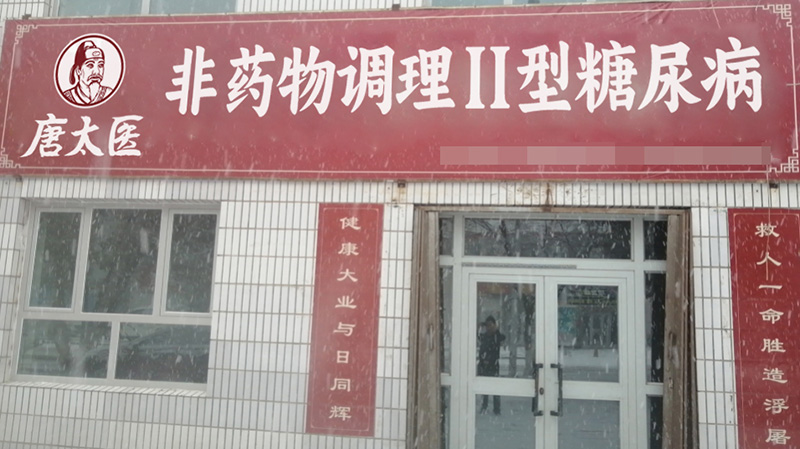 唐太医
非药物调理II型糖尿病
健康大业与日同辉
救人一命胜造浮屠